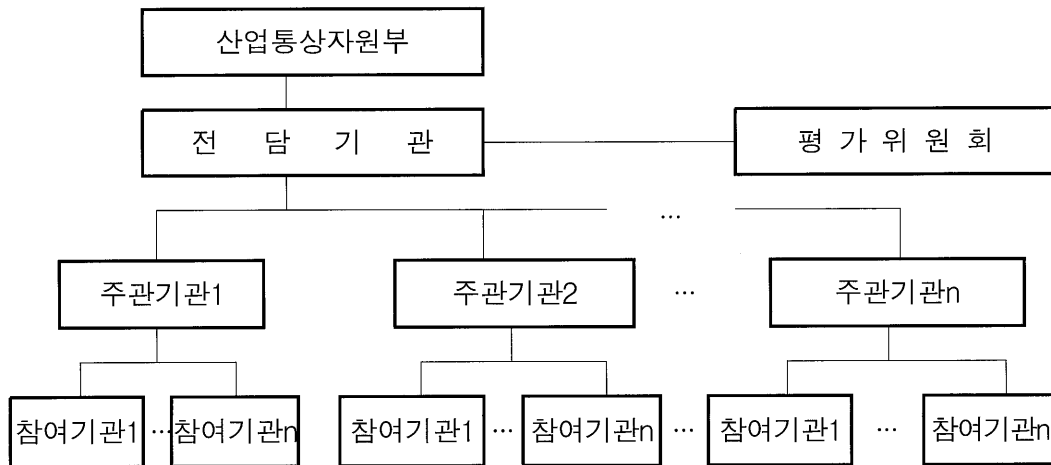 산업통상자원부
전 담 기 관
평 가 위 원 회
...
주관기관1
주관기관2
...
주관기관n
참여기관1 ... 참여기관n
참여기관1 ... 참여기관n ... 참여기관1 ... 참여기관n